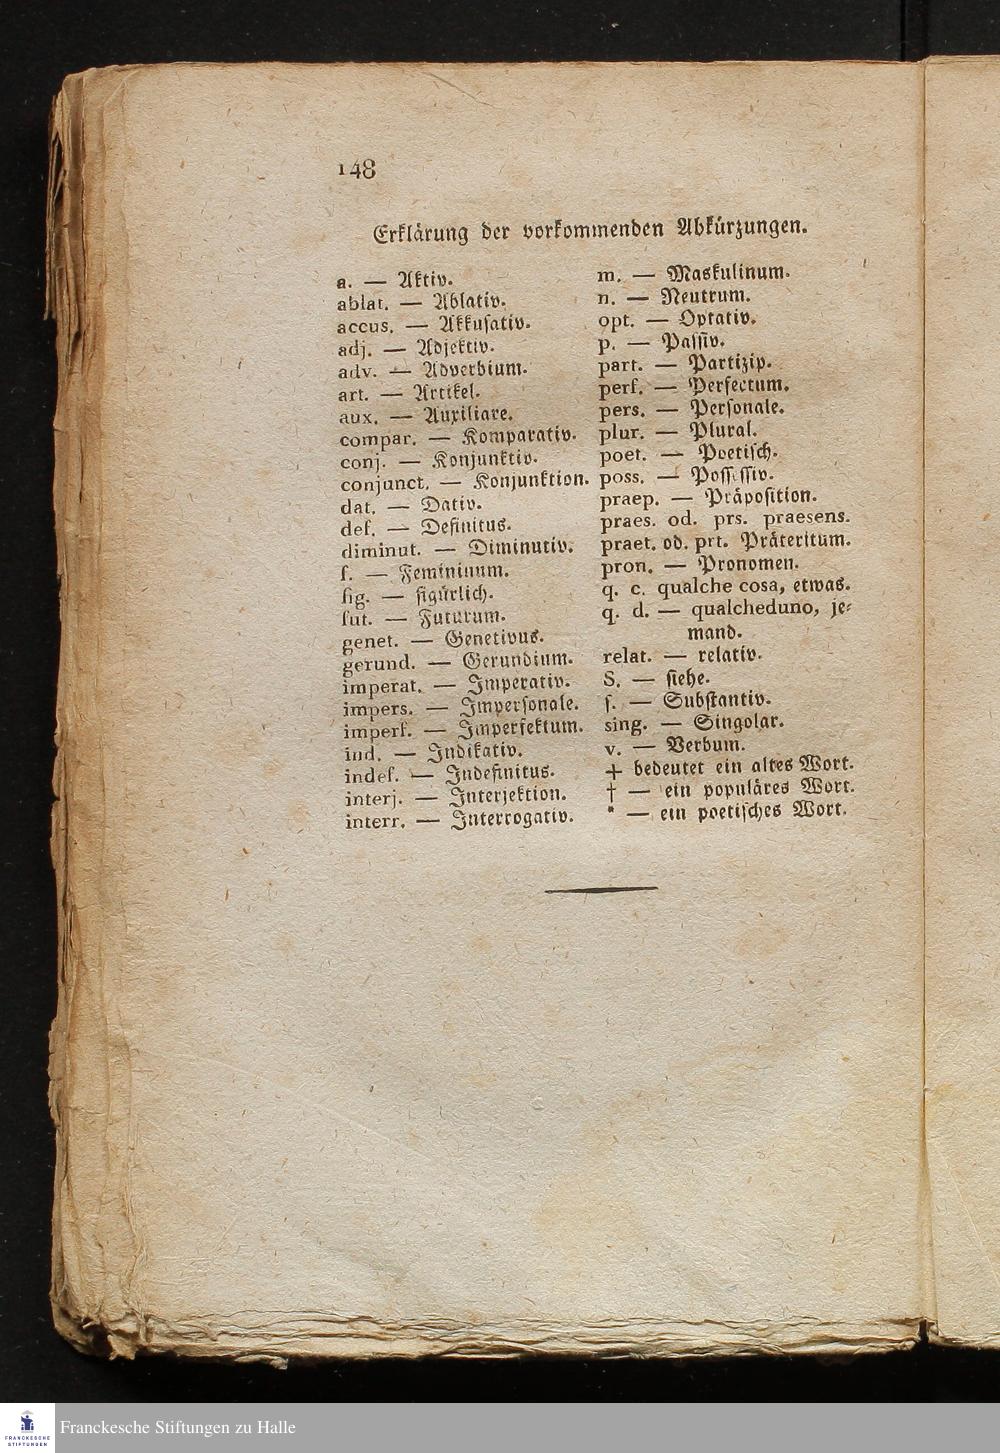 148
Erklärung der vorkommenden Abkürzungen.
a. — Aktiv.
ablat. — Ablativ.
accus. — Akkusativ.
adj. — Adjektiv.
adv. — Adverbium.
art. — Artikel.
aux. — Auxiliare.
compar. — Komparativ.
conj. — Konjunktiv.
conjunct. — Konjunktion.
dat. — Dativ.
def. — Definitus.
diminut. — Diminutiv.
f. — Femininum.
fig. — figürlich.
fut. — Futurum.
genet. — Genetivus.
gerund. — Gerundium.
imperat. — Imperativ.
impers. — Impersonale.
imperf. — Imperfektum.
ind. — Indikativ.
indef. — Indefinitus.
interj. — Interjektion.
interr. — Interrogativ.
m. — Maskulinum.
n. — Neutrum.
opt. — Optativ.
p. — Passiv.
part. — Partizip.
perf. — Perfectum.
pers. — Personale.
plur. — Plural.
poet. — Poetisch.
poss. — Possessiv.
praep. — Präposition.
praes. od. prs. praesens.
praet. od. prt. Präteritum.
pron. — Pronomen.
q. c. qualche cosa, etwas.
q. d. — qualcheduno, je-
mand.
relat. — relativ.
S. — siehe.
s. — Substantiv.
sing. — Singolar.
v. — Verbum.
+ bedeutet ein altes Wort.
† — ein populäres Wort.
* — ein poetisches Wort.
FRANCKESCHE
STIFTUNGEN
Franckesche Stiftungen zu Halle